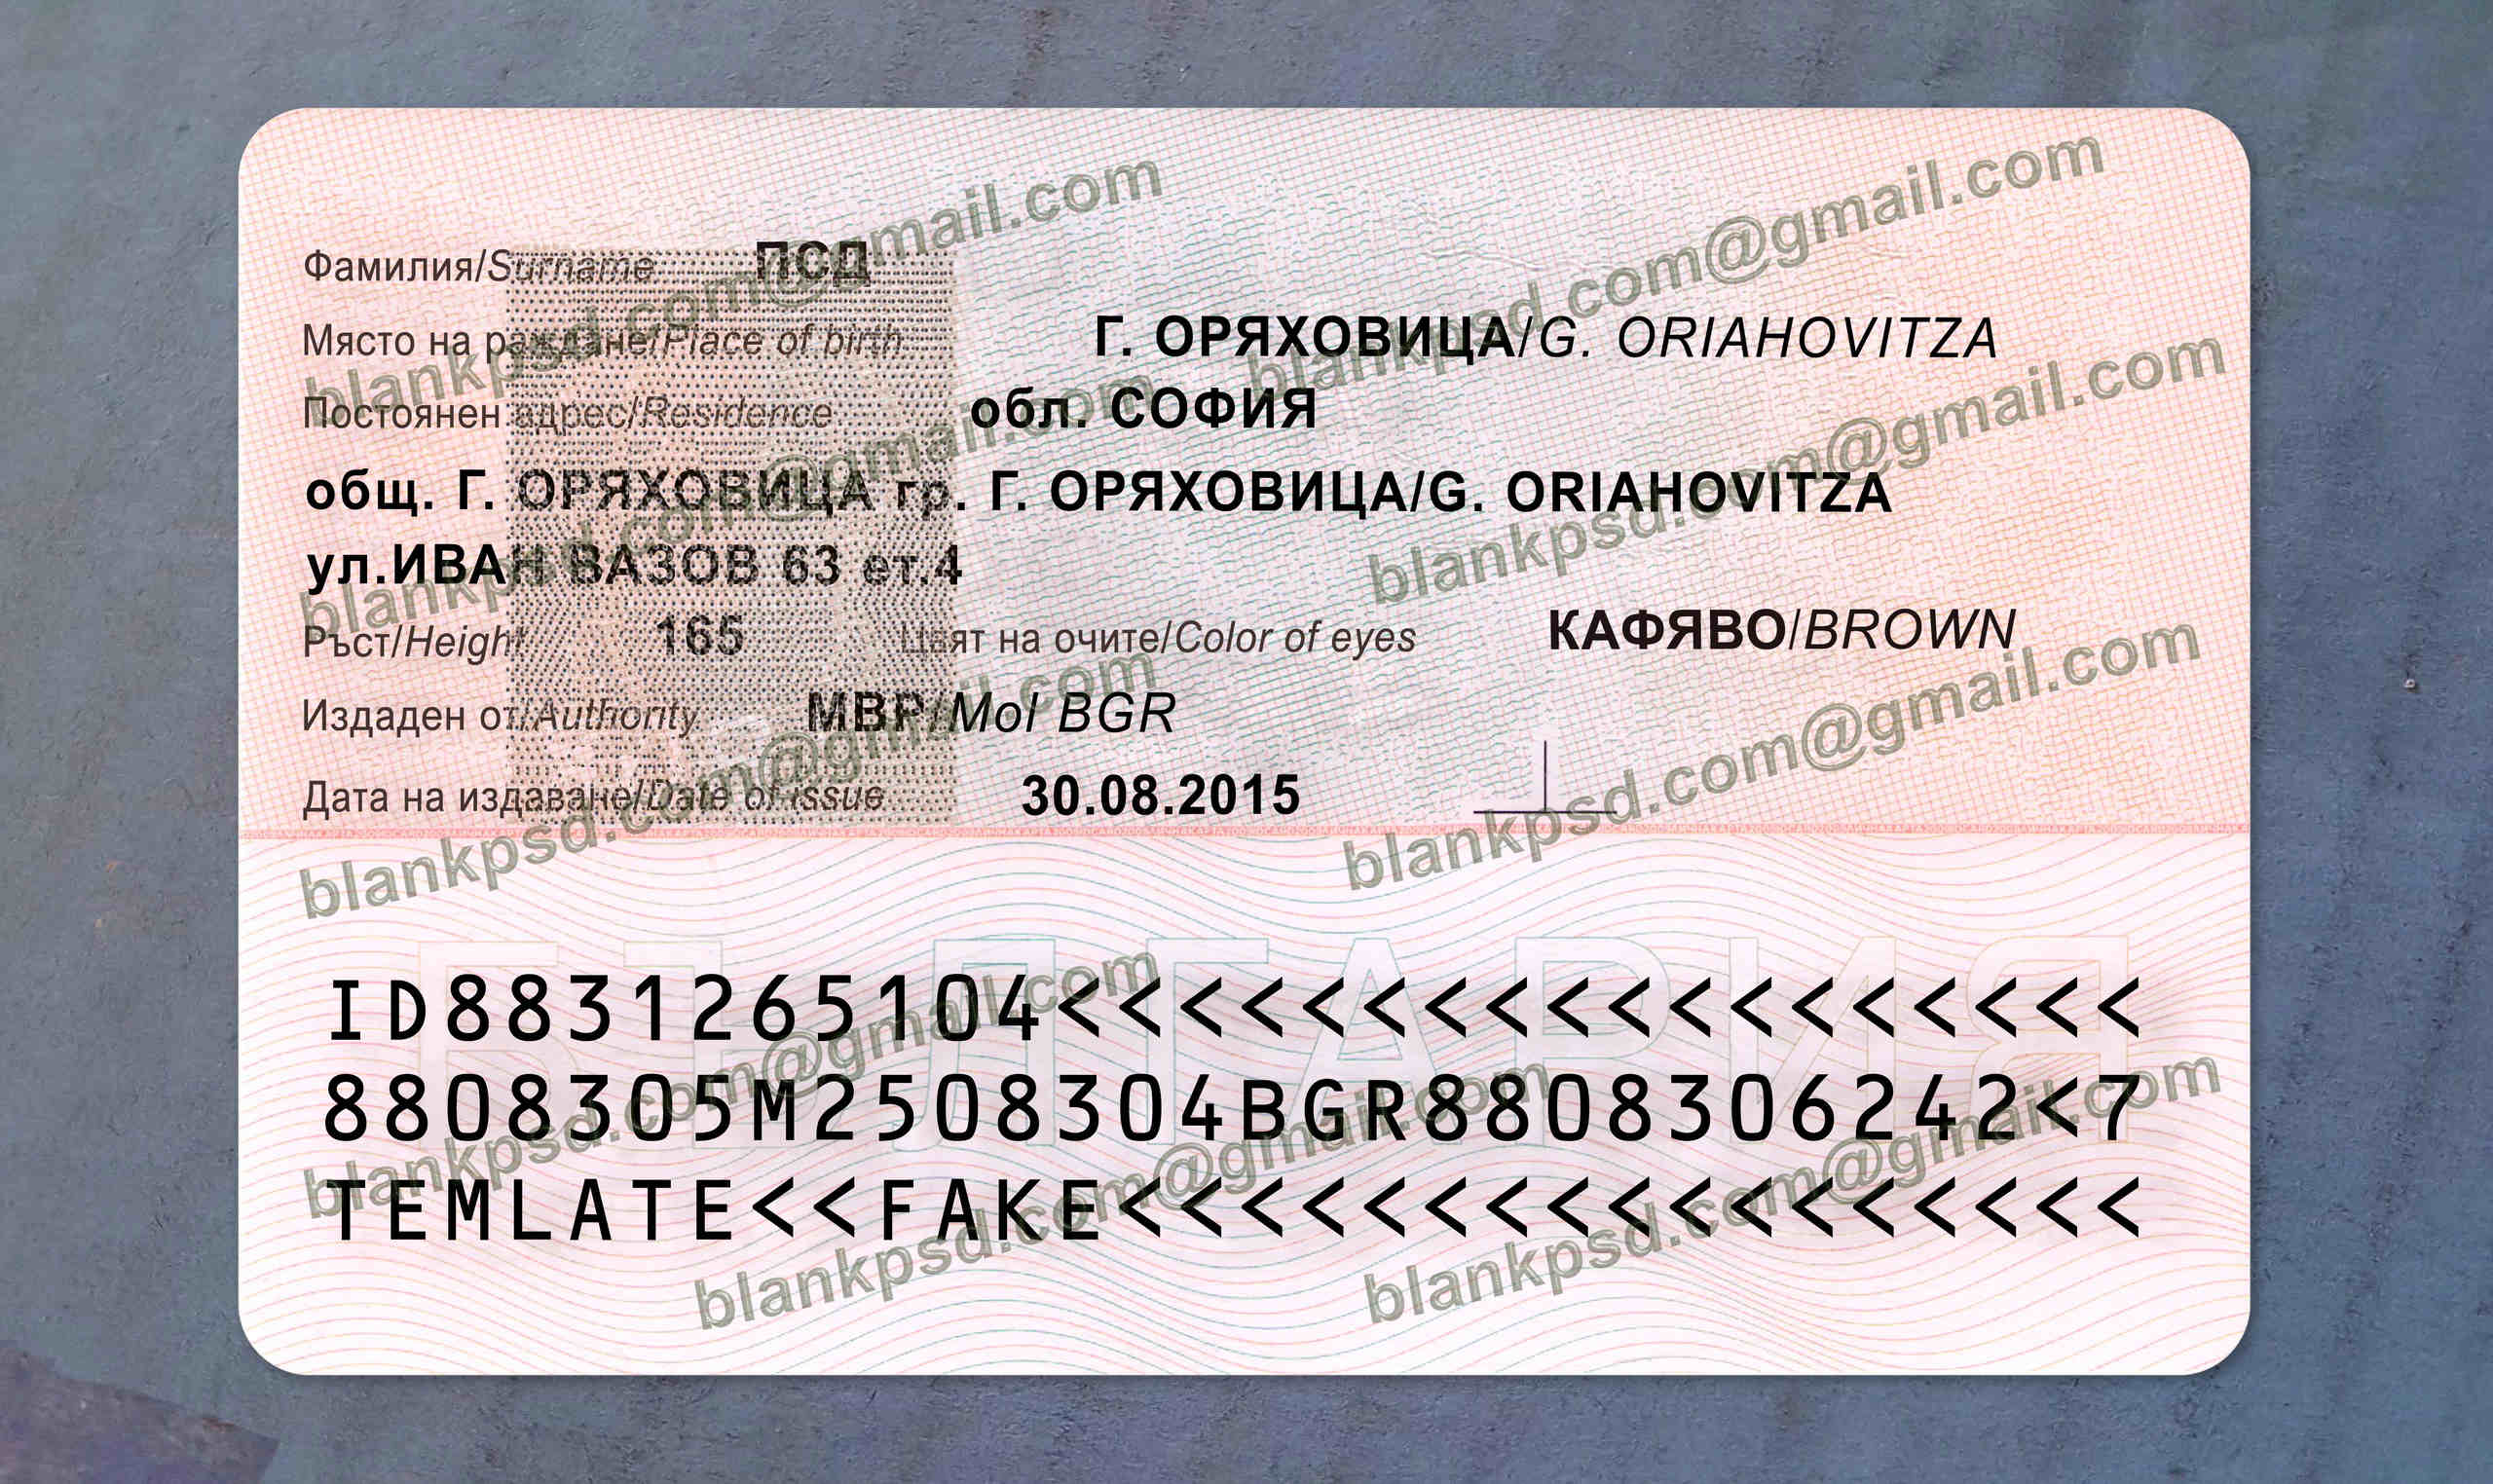 Фамилия/Surname ПСД
Място на раждане/Place of birth Г. ОРЯХОВИЦА/G. ORIAHOVITZA
Постоянен адрес/Residence обл. СОФИЯ
общ. Г. ОРЯХОВИЦА гр. Г. ОРЯХОВИЦА/G. ORIAHOVITZA
ул.ИВАН ВАЗОВ 63 ет.4
Ръст/Height 165 Цвят на очите/Color of eyes КАФЯВО/BROWN
Издаден от/Authority МВР/MoI BGR
Дата на издаване/Date of issue 30.08.2015
БЪЛГАРИЯ
ID8831265104<<<<<<<<<<<<<<<<<<
8808305M2508304BGR8808306242<7
TEMLATE<<FAKE<<<<<<<<<<<<<<<<<
blankpsd.com@gmail.com
blankpsd.com@gmail.com
blankpsd.com@gmail.com
blankpsd.com@gmail.com
blankpsd.com@gmail.com
blankpsd.com@gmail.com
blankpsd.com@gmail.com
blankpsd.com@gmail.com
blankpsd.com@gmail.com